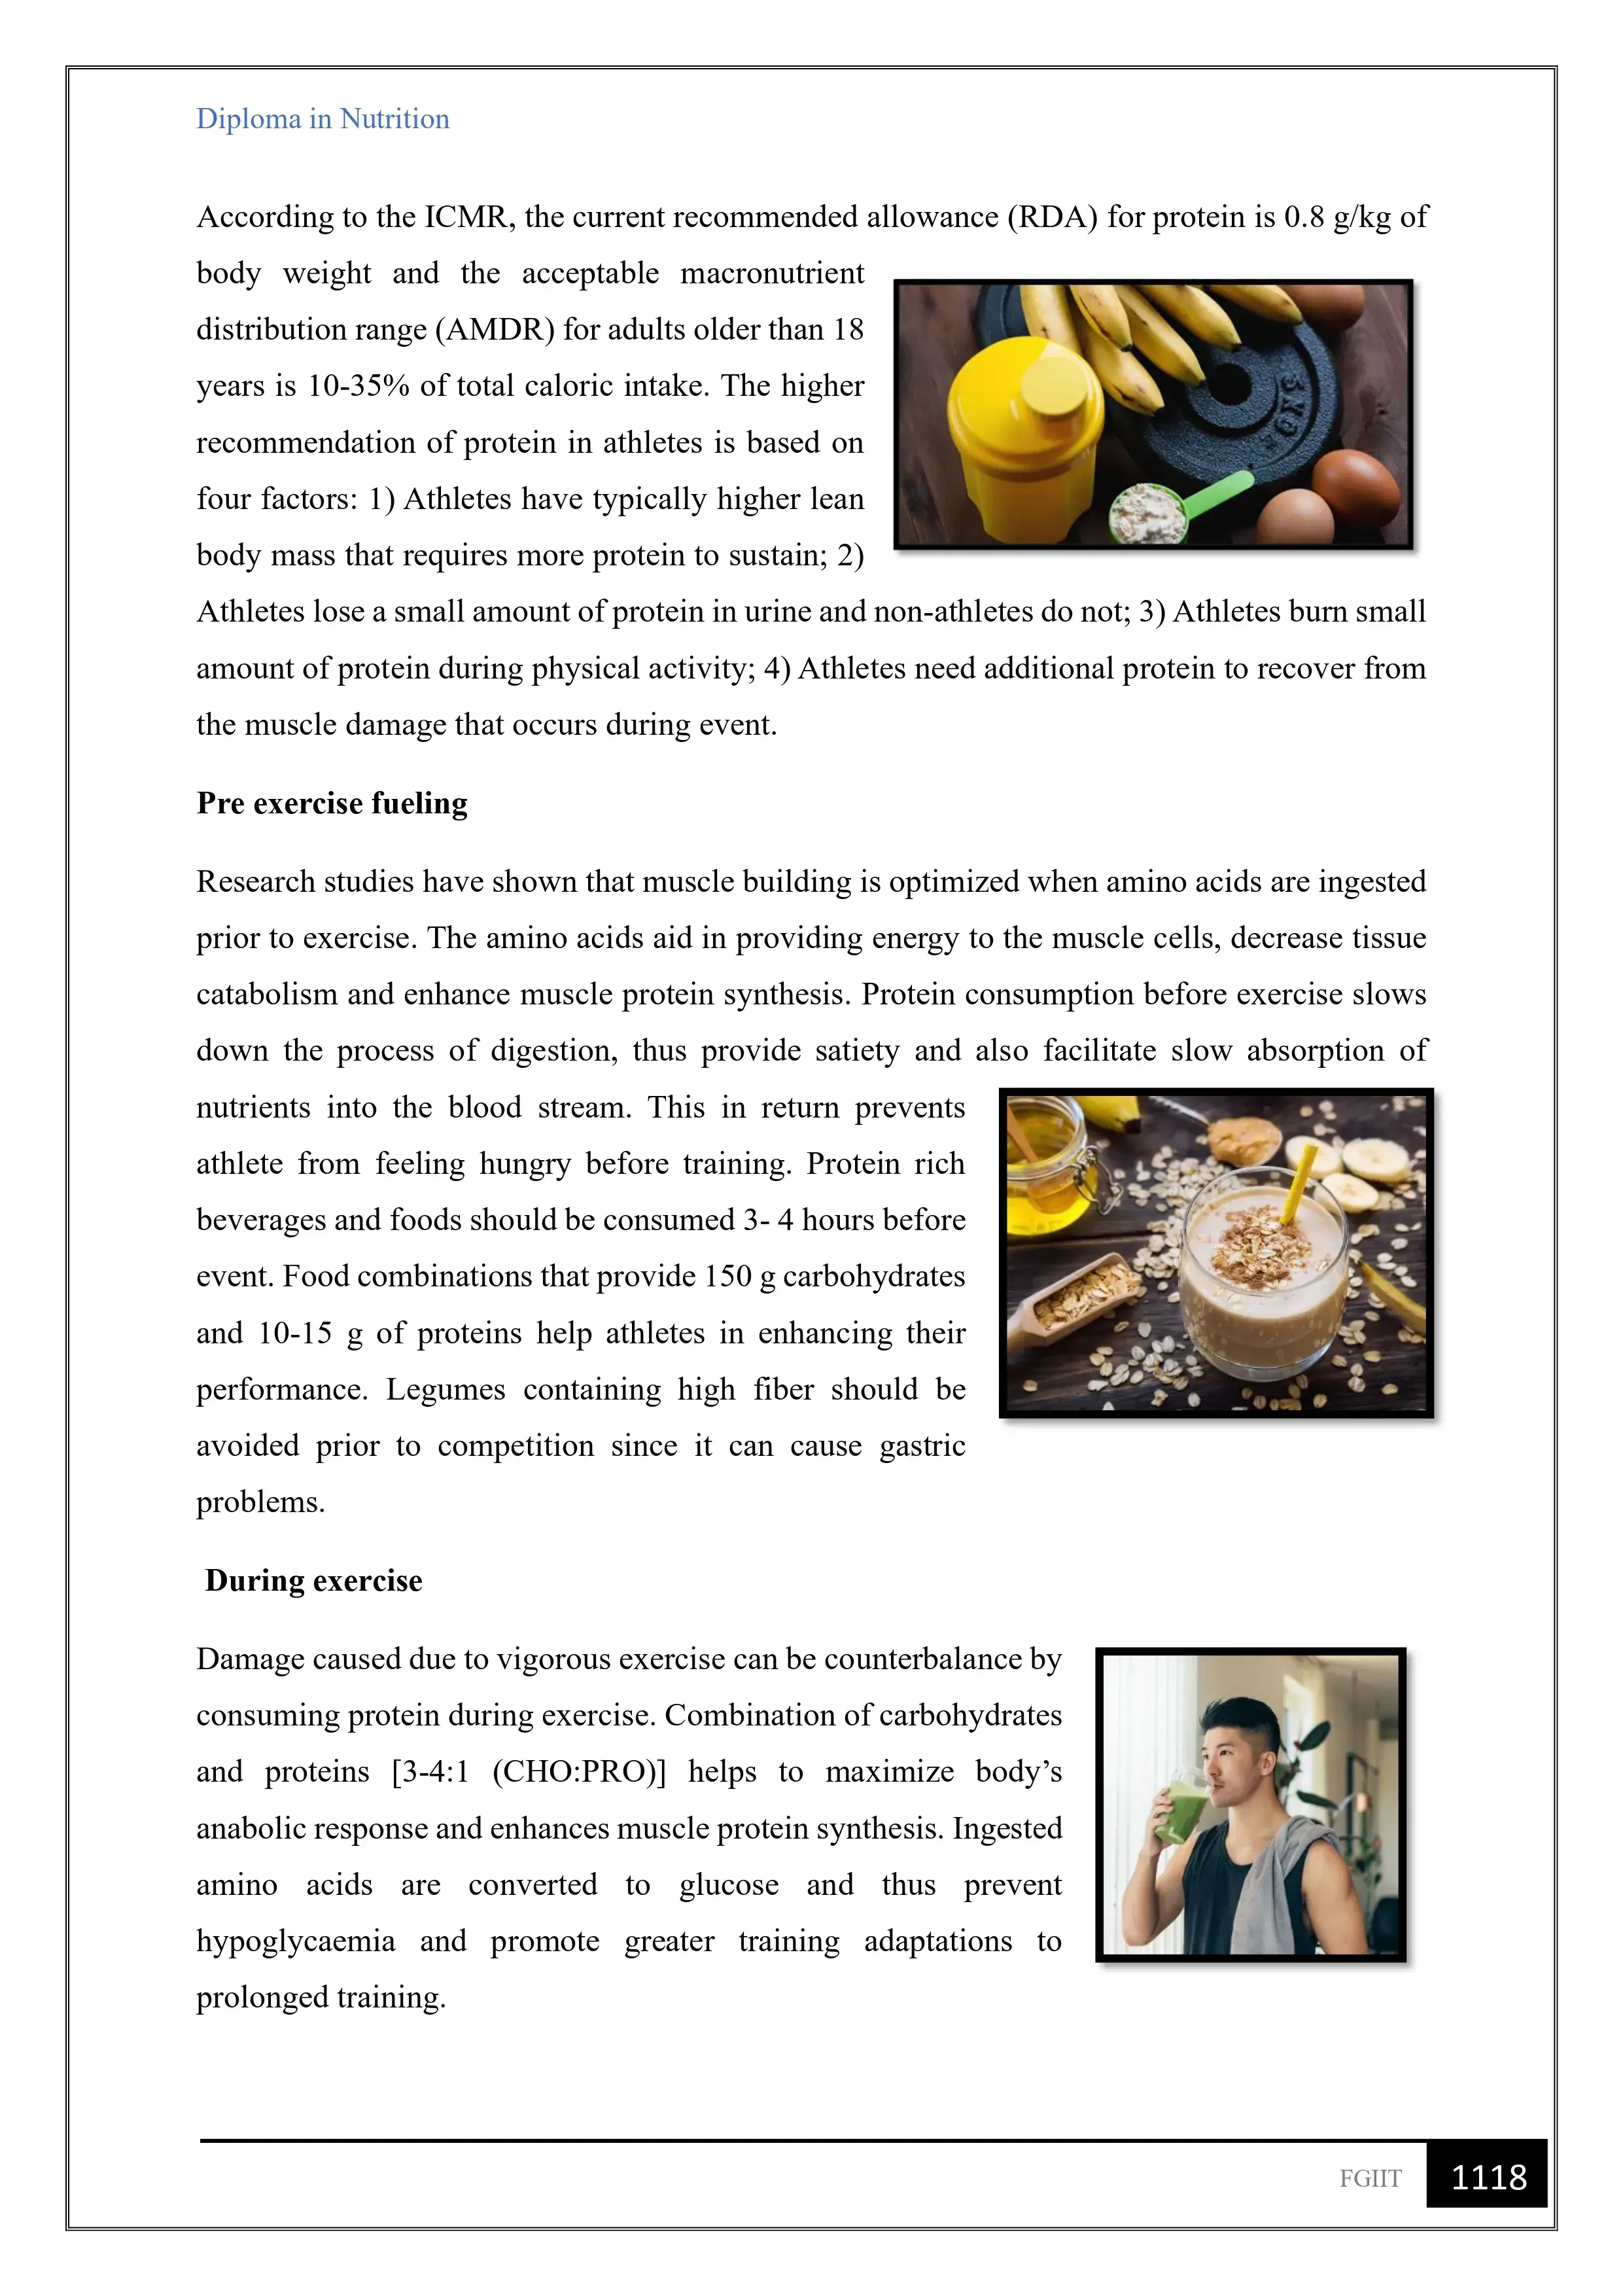 Diploma in Nutrition
According to the ICMR, the current recommended allowance (RDA) for protein is 0.8 g/kg of
body weight and the acceptable macronutrient
distribution range (AMDR) for adults older than 18
years is 10-35% of total caloric intake. The higher
recommendation of protein in athletes is based on
four factors: 1) Athletes have typically higher lean
body mass that requires more protein to sustain; 2)
Athletes lose a small amount of protein in urine and non-athletes do not; 3) Athletes burn small
amount of protein during physical activity; 4) Athletes need additional protein to recover from
the muscle damage that occurs during event.
Pre exercise fueling
Research studies have shown that muscle building is optimized when amino acids are ingested
prior to exercise. The amino acids aid in providing energy to the muscle cells, decrease tissue
catabolism and enhance muscle protein synthesis. Protein consumption before exercise slows
down the process of digestion, thus provide satiety and also facilitate slow absorption of
nutrients into the blood stream. This in return prevents
athlete from feeling hungry before training. Protein rich
beverages and foods should be consumed 3- 4 hours before
event. Food combinations that provide 150 g carbohydrates
and 10-15 g of proteins help athletes in enhancing their
performance. Legumes containing high fiber should be
avoided prior to competition since it can cause gastric
problems.
During exercise
Damage caused due to vigorous exercise can be counterbalance by
consuming protein during exercise. Combination of carbohydrates
and proteins [3-4:1 (CHO:PRO)] helps to maximize body’s
anabolic response and enhances muscle protein synthesis. Ingested
amino acids are converted to glucose and thus prevent
hypoglycaemia and promote greater training adaptations to
prolonged training.
FGIIT 1118